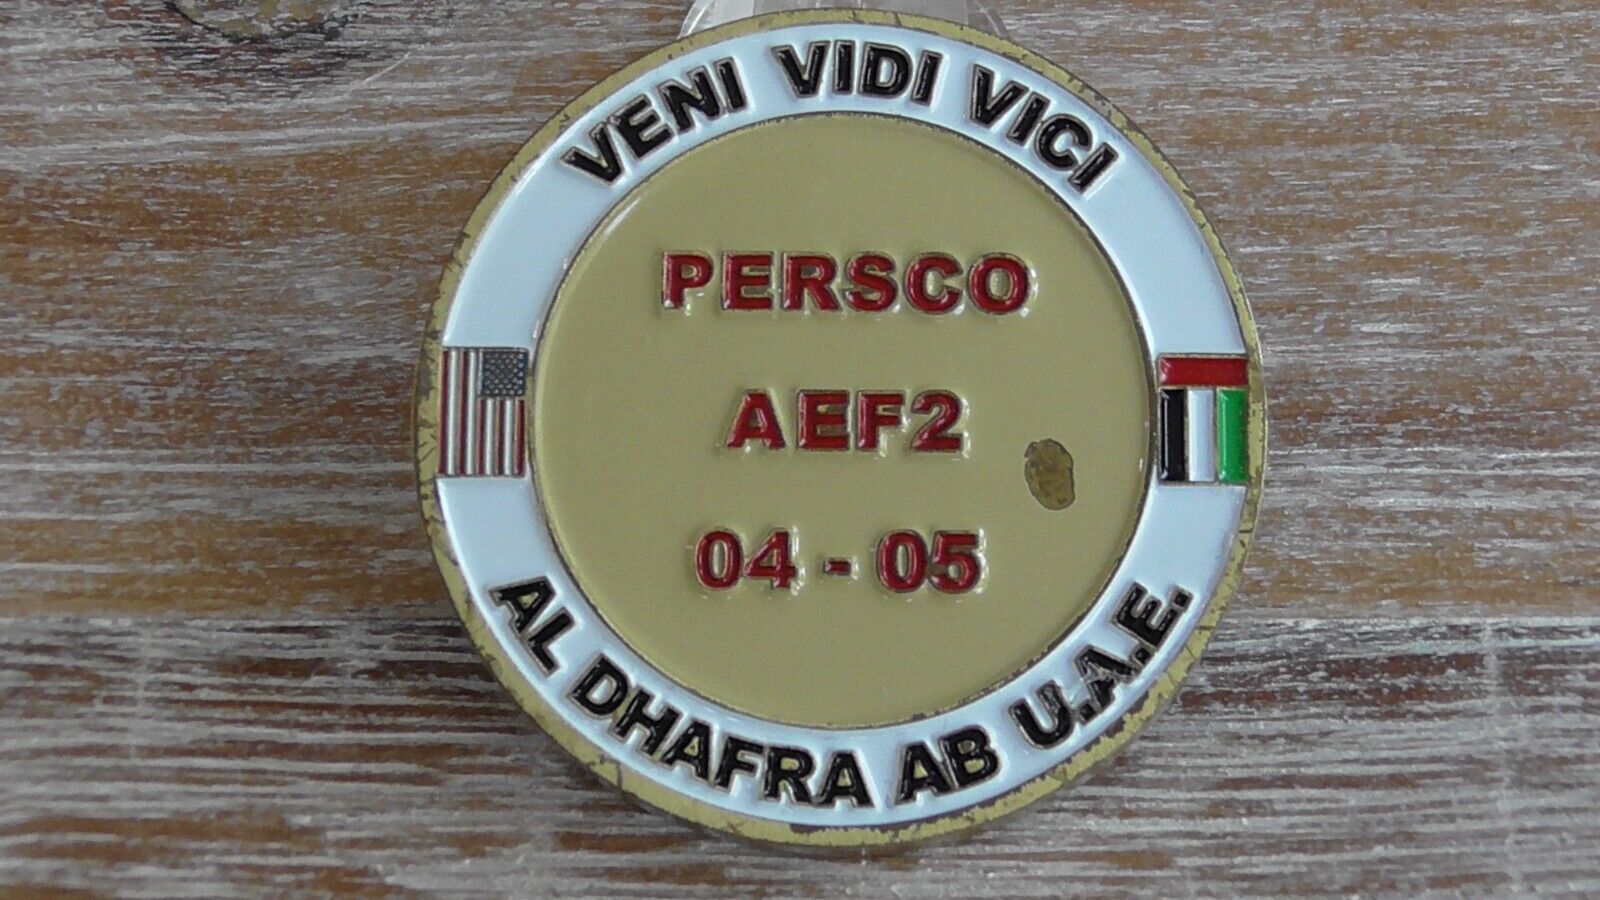 VENI VIDI VICI
PERSCO
AEF2
04 - 05
AL DHAFRA AB U.A.E.